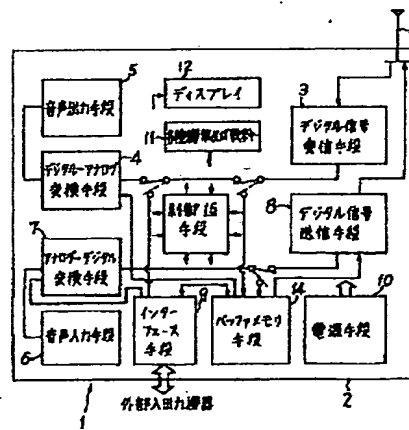 5
音声出力手段
4
デジタルーアナログ
変換手段
7
アナログーデジタル
変換手段
音声入力手段
6
12
ディスプレイ
11
16
手段
3
デジタル信号
受信手段
8
デジタル信号
送信手段
9
インター
フェース
手段
14
バッファメモリ
手段
10
電源手段
外部入出力機器
1
2